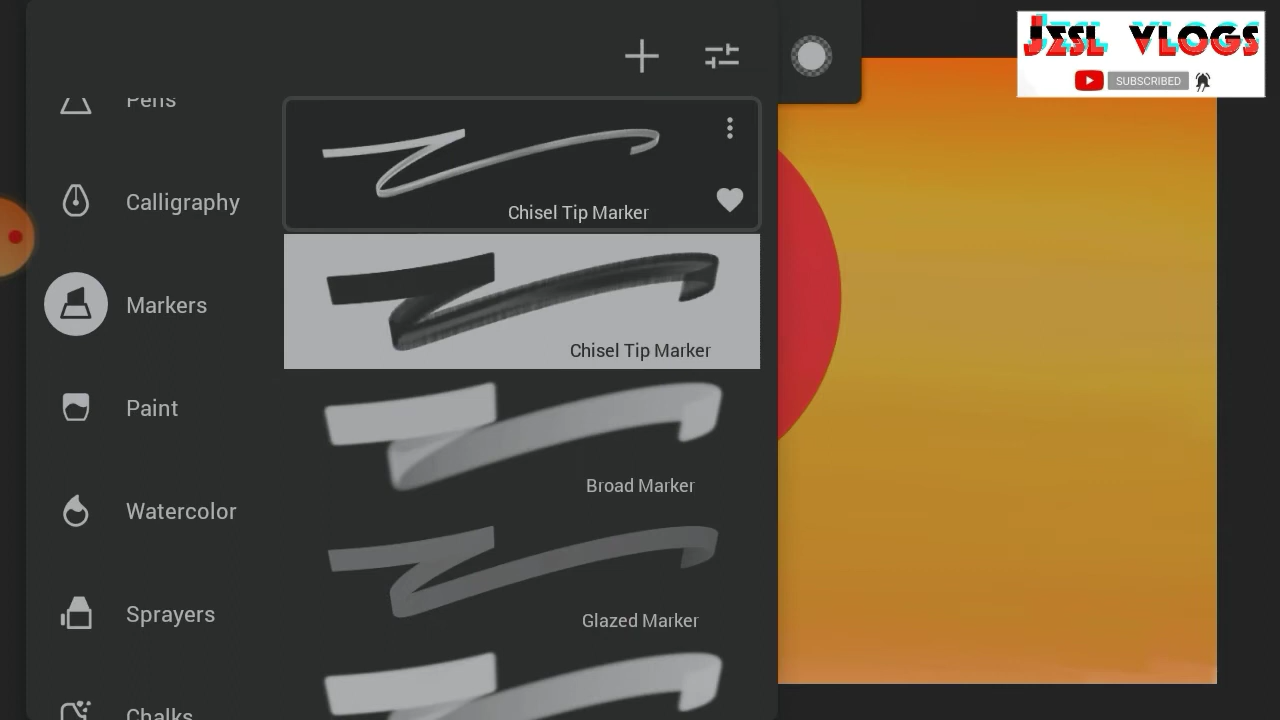 JZSL VLOGS
SUBSCRIBED
Pens
Calligraphy
Markers
Paint
Watercolor
Sprayers
Chalks
Chisel Tip Marker
Chisel Tip Marker
Broad Marker
Glazed Marker